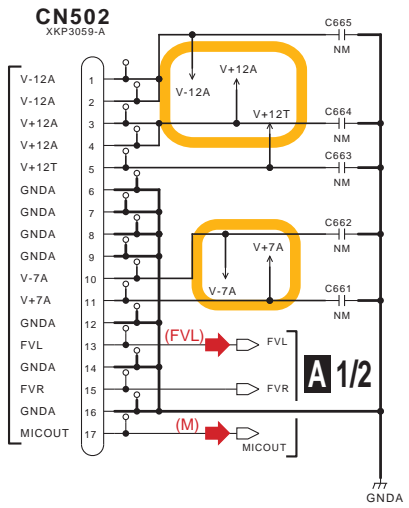 CN502
XKP3059-A
C665
NM
V-12A 1
V-12A 2
V+12A 3
V+12A 4
V+12T 5
GNDA 6
GNDA 7
GNDA 8
GNDA 9
V-7A 10
V+7A 11
GNDA 12
FVL 13
GNDA 14
FVR 15
GNDA 16
MICOUT 17
V+12A
V-12A
V+12T
C664
NM
C663
NM
C662
NM
V+7A
V-7A
C661
NM
(FVL)
FVL
A 1/2
FVR
(M)
MICOUT
GNDA